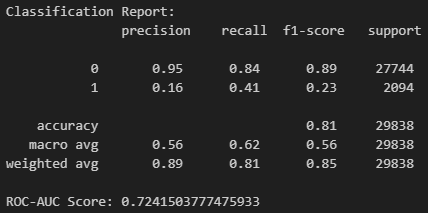 Classification Report:
precision recall f1-score support
0 0.95 0.84 0.89 27744
1 0.16 0.41 0.23 2094
accuracy 0.81 29838
macro avg 0.56 0.62 0.56 29838
weighted avg 0.89 0.81 0.85 29838
ROC-AUC Score: 0.7241503777475933